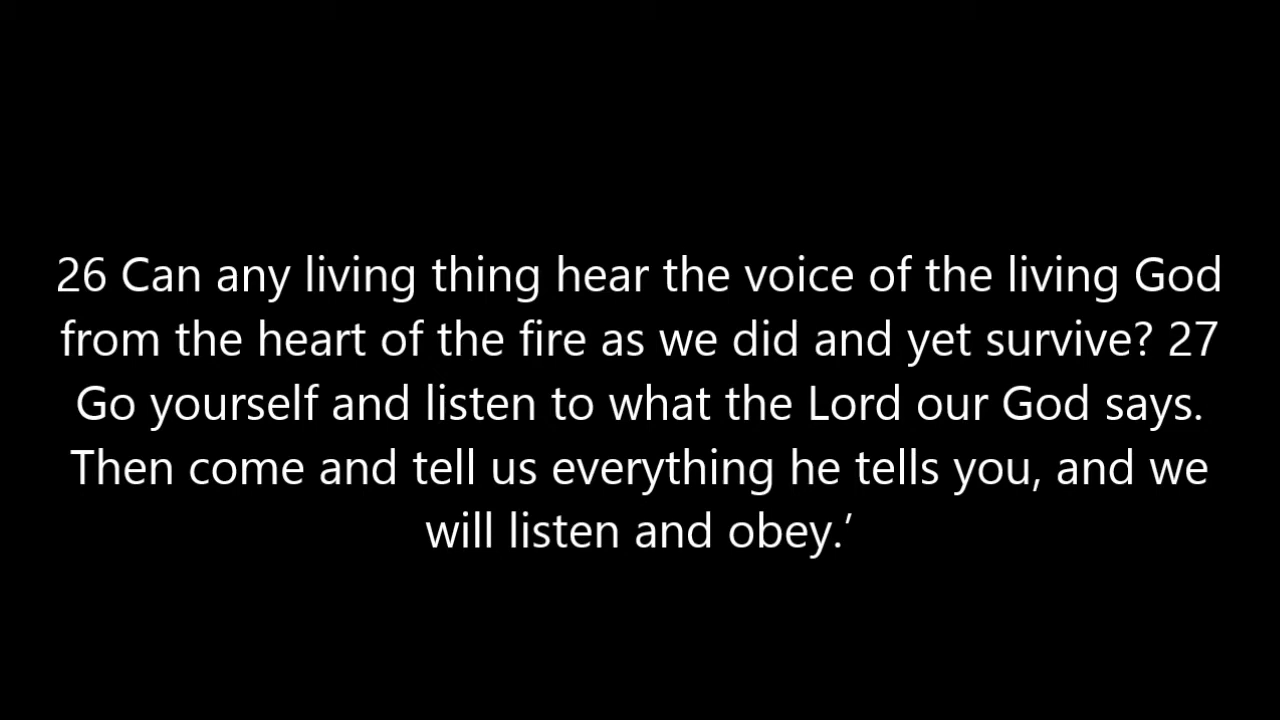 26 Can any living thing hear the voice of the living God
from the heart of the fire as we did and yet survive? 27
Go yourself and listen to what the Lord our God says.
Then come and tell us everything he tells you, and we
will listen and obey.’